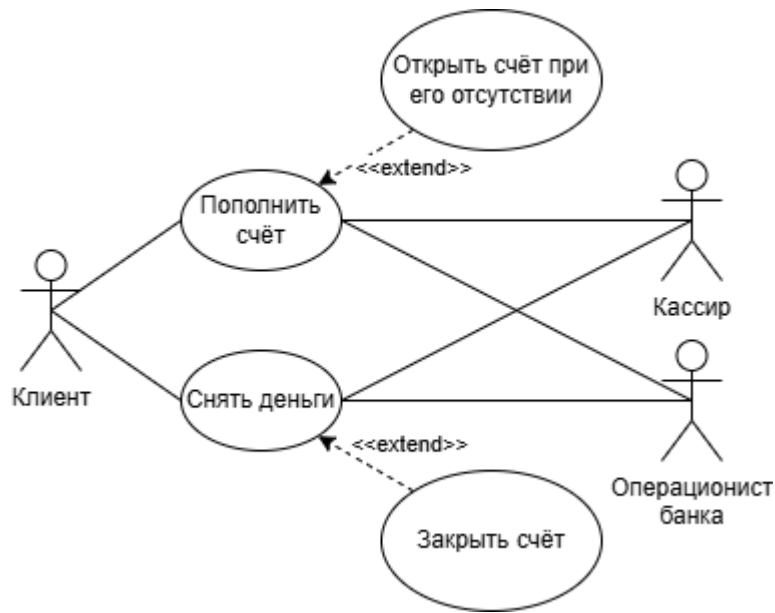 Открыть счёт при
его отсутствии
<<extend>>
Пополнить
счёт
Кассир
Клиент
Снять деньги
<<extend>>
Операционист
банка
Закрыть счёт